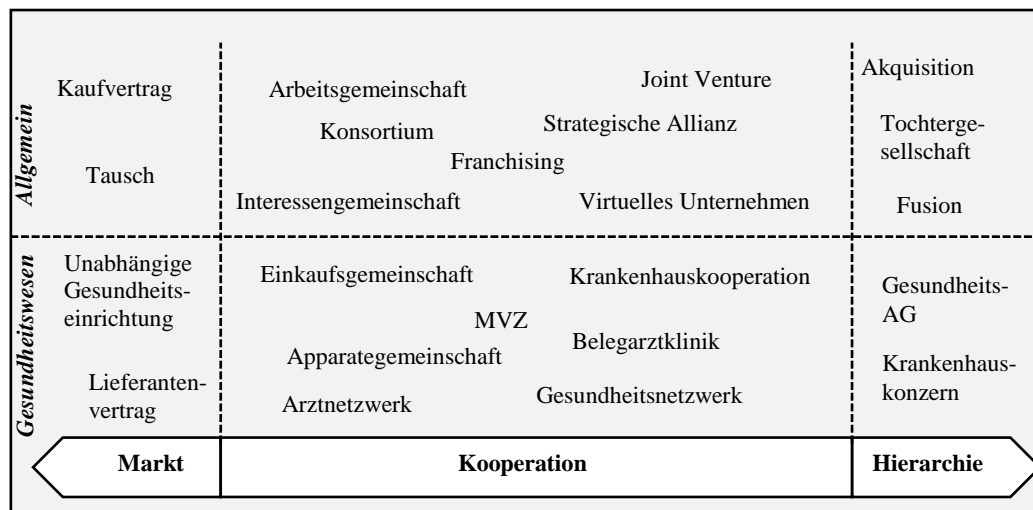 Allgemein
Kaufvertrag
Tausch
Arbeitsgemeinschaft
Konsortium
Franchising
Interessengemeinschaft
Joint Venture
Strategische Allianz
Virtuelles Unternehmen
Akquisition
Tochterge-
sellschaft
Fusion
Gesundheitswesen
Unabhängige
Gesundheits-
einrichtung
Lieferanten-
vertrag
Einkaufsgemeinschaft
MVZ
Apparategemeinschaft
Arztnetzwerk
Krankenhauskooperation
Belegarztklinik
Gesundheitsnetzwerk
Gesundheits-
AG
Krankenhaus-
konzern
Markt
Kooperation
Hierarchie